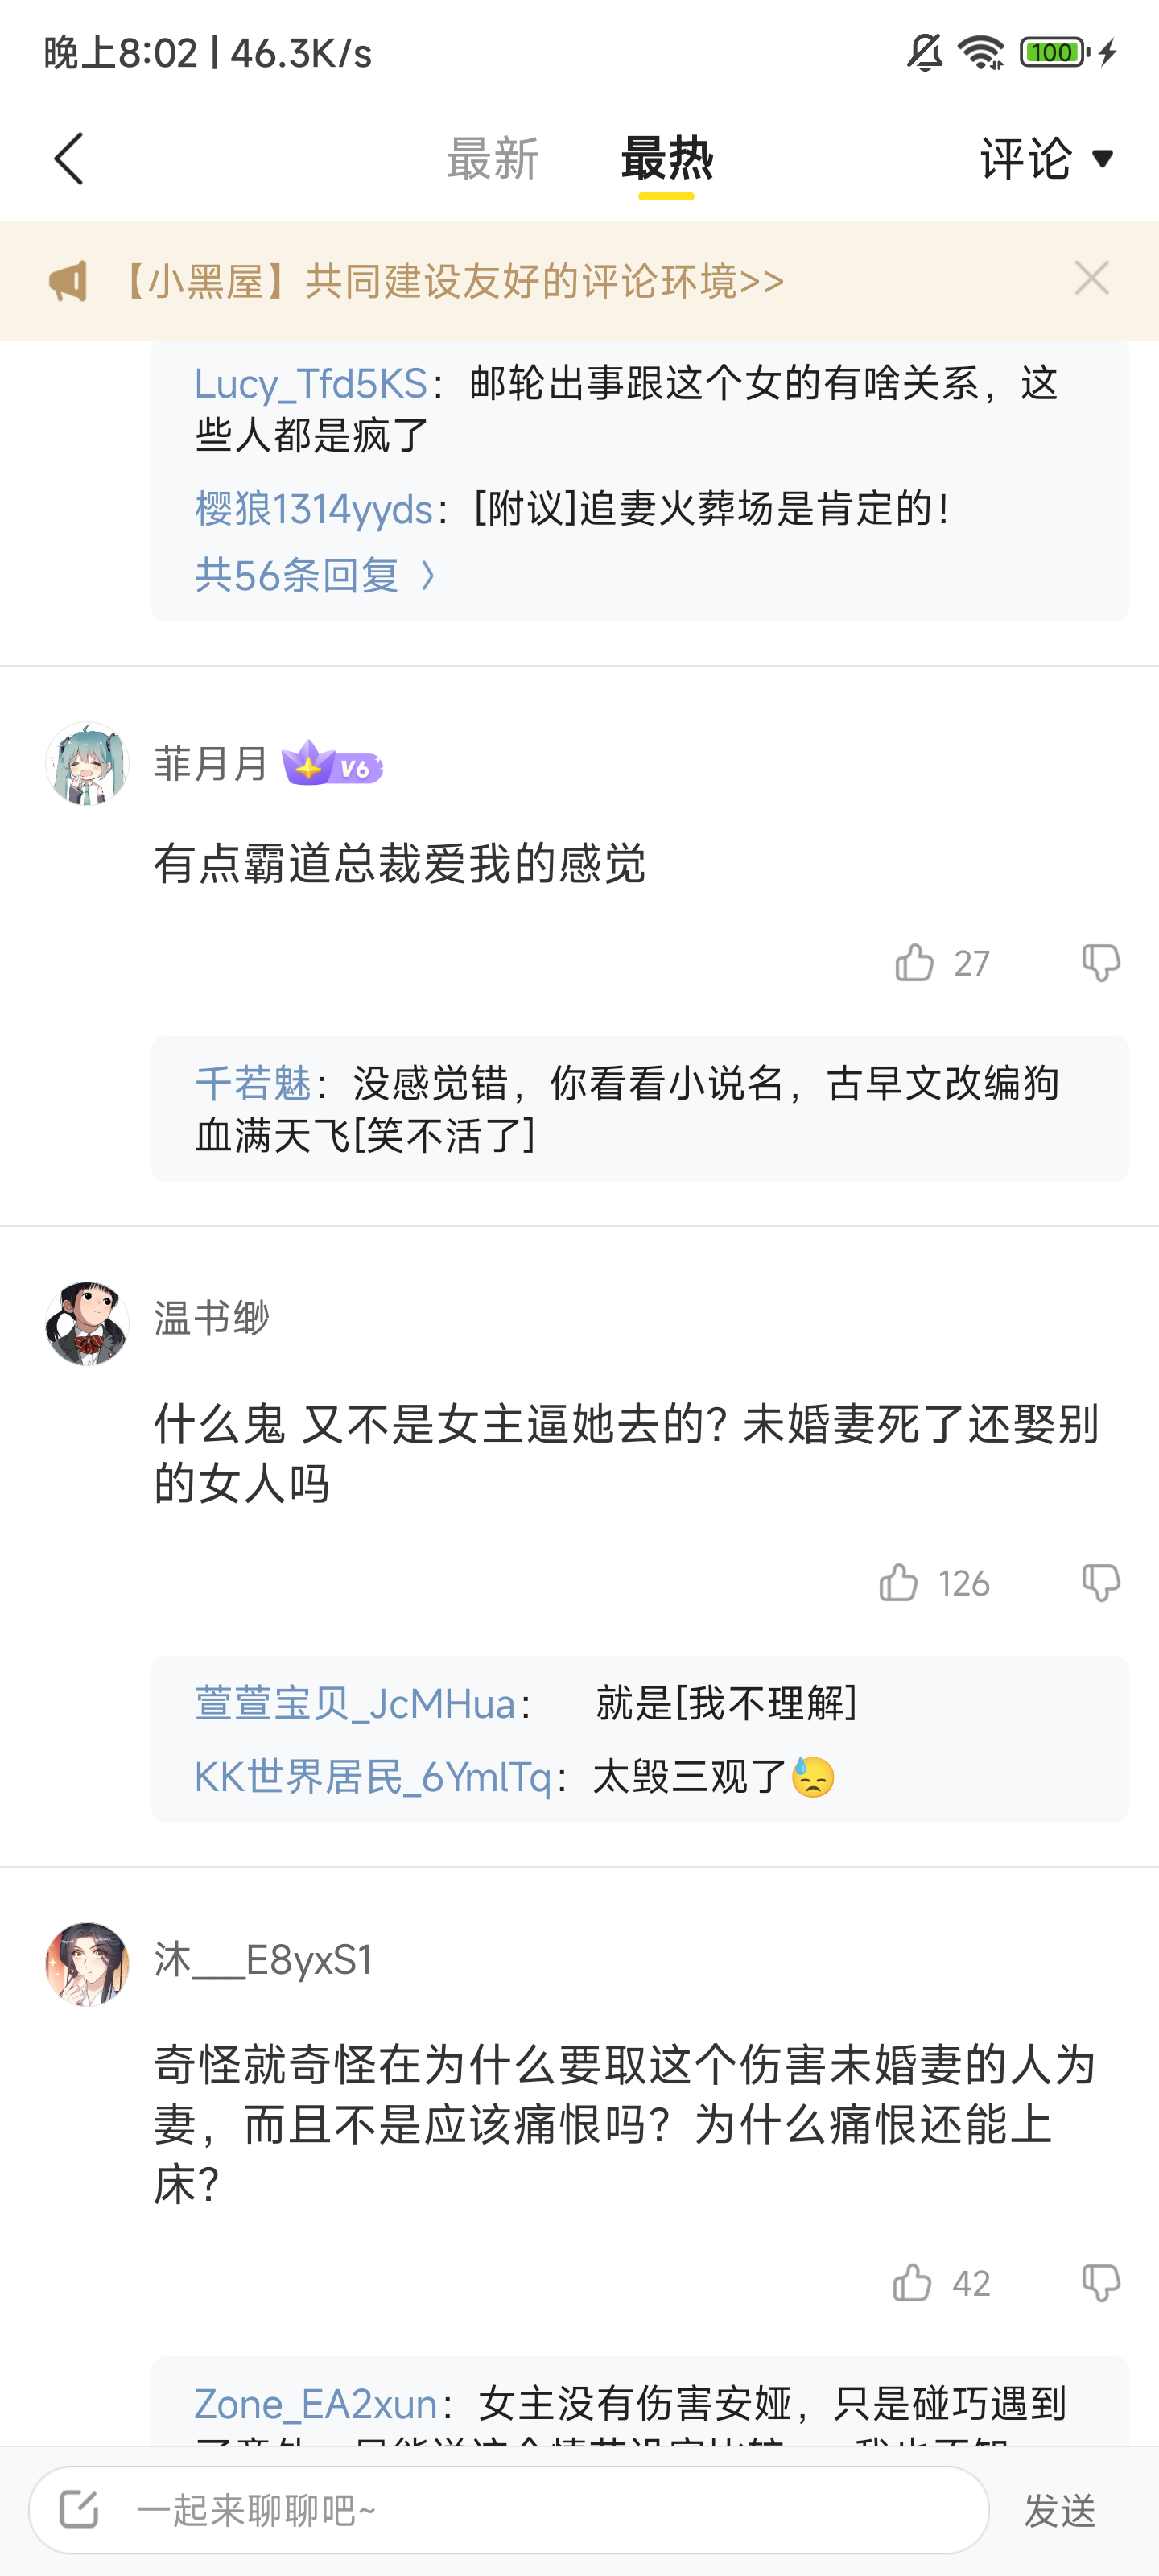 晚上8:02 | 46.3K/s
100
最新 最热 评论
【小黑屋】共同建设友好的评论环境>>
Lucy_Tfd5KS：邮轮出事跟这个女的有啥关系，这
些人都是疯了
樱狼1314yyds：[附议]追妻火葬场是肯定的！
共56条回复 〉
菲月月 V6
有点霸道总裁爱我的感觉
27
千若魅：没感觉错，你看看小说名，古早文改编狗
血满天飞[笑不活了]
温书缈
什么鬼 又不是女主逼她去的？未婚妻死了还娶别
的女人吗
126
萱萱宝贝_JcMHua： 就是[我不理解]
KK世界居民_6YmlTq：太毁三观了😓
沐___E8yxS1
奇怪就奇怪在为什么要取这个伤害未婚妻的人为
妻，而且不是应该痛恨吗？为什么痛恨还能上
床？
42
Zone_EA2xun：女主没有伤害安娅，只是碰巧遇到
一起来聊聊吧~
发送